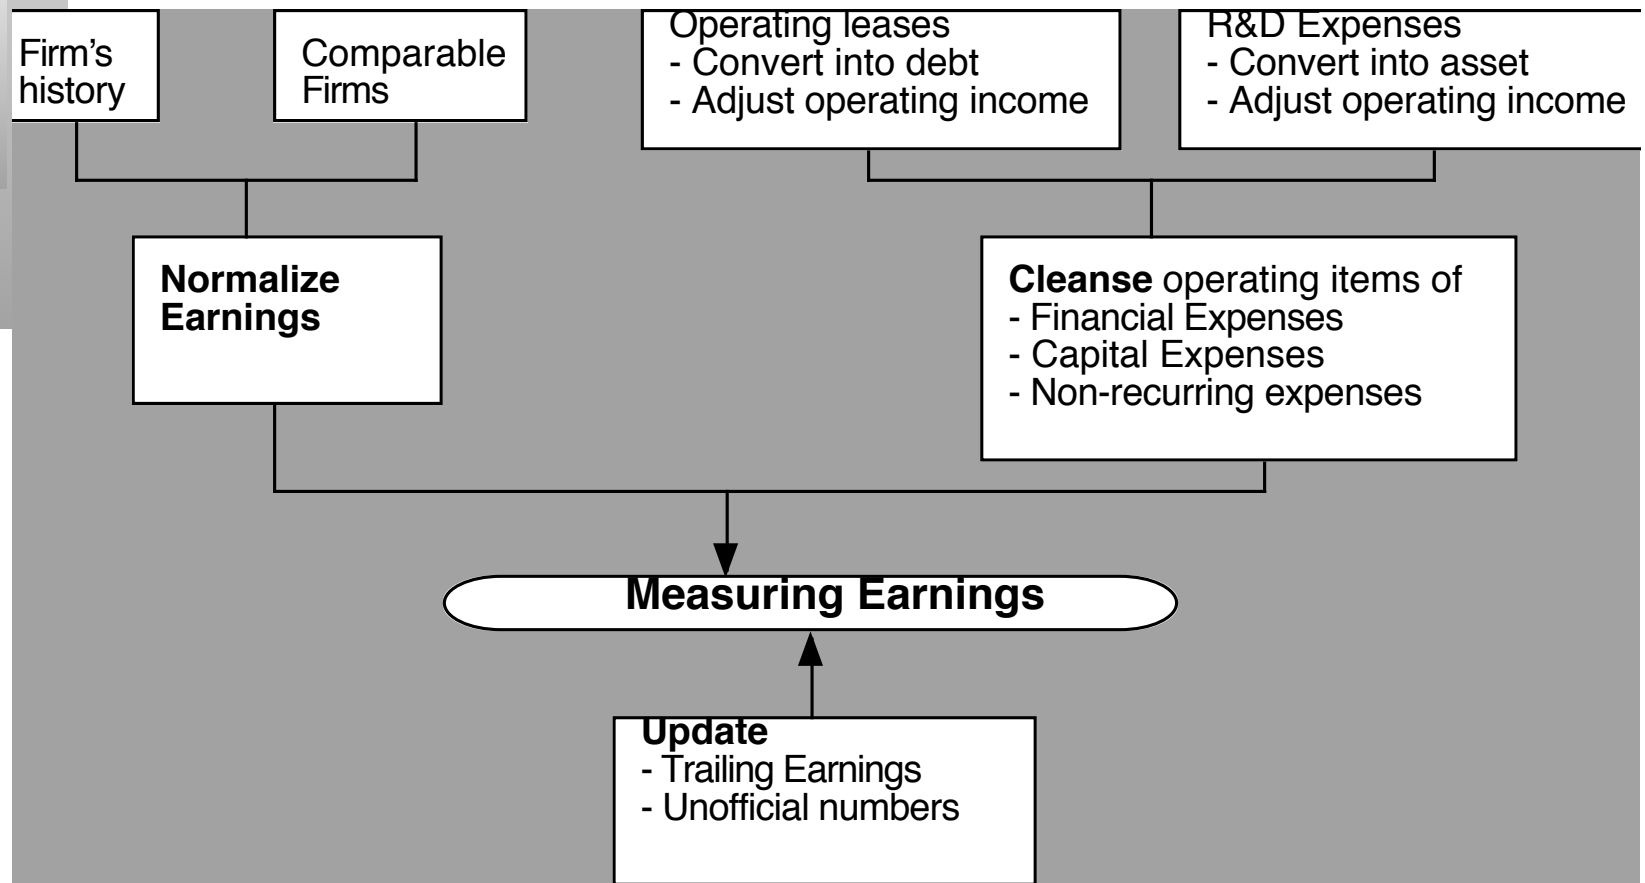 Firm's
history
Comparable
Firms
Operating leases
- Convert into debt
- Adjust operating income
R&D Expenses
- Convert into asset
- Adjust operating income
Normalize
Earnings
Cleanse operating items of
- Financial Expenses
- Capital Expenses
- Non-recurring expenses
Measuring Earnings
Update
- Trailing Earnings
- Unofficial numbers